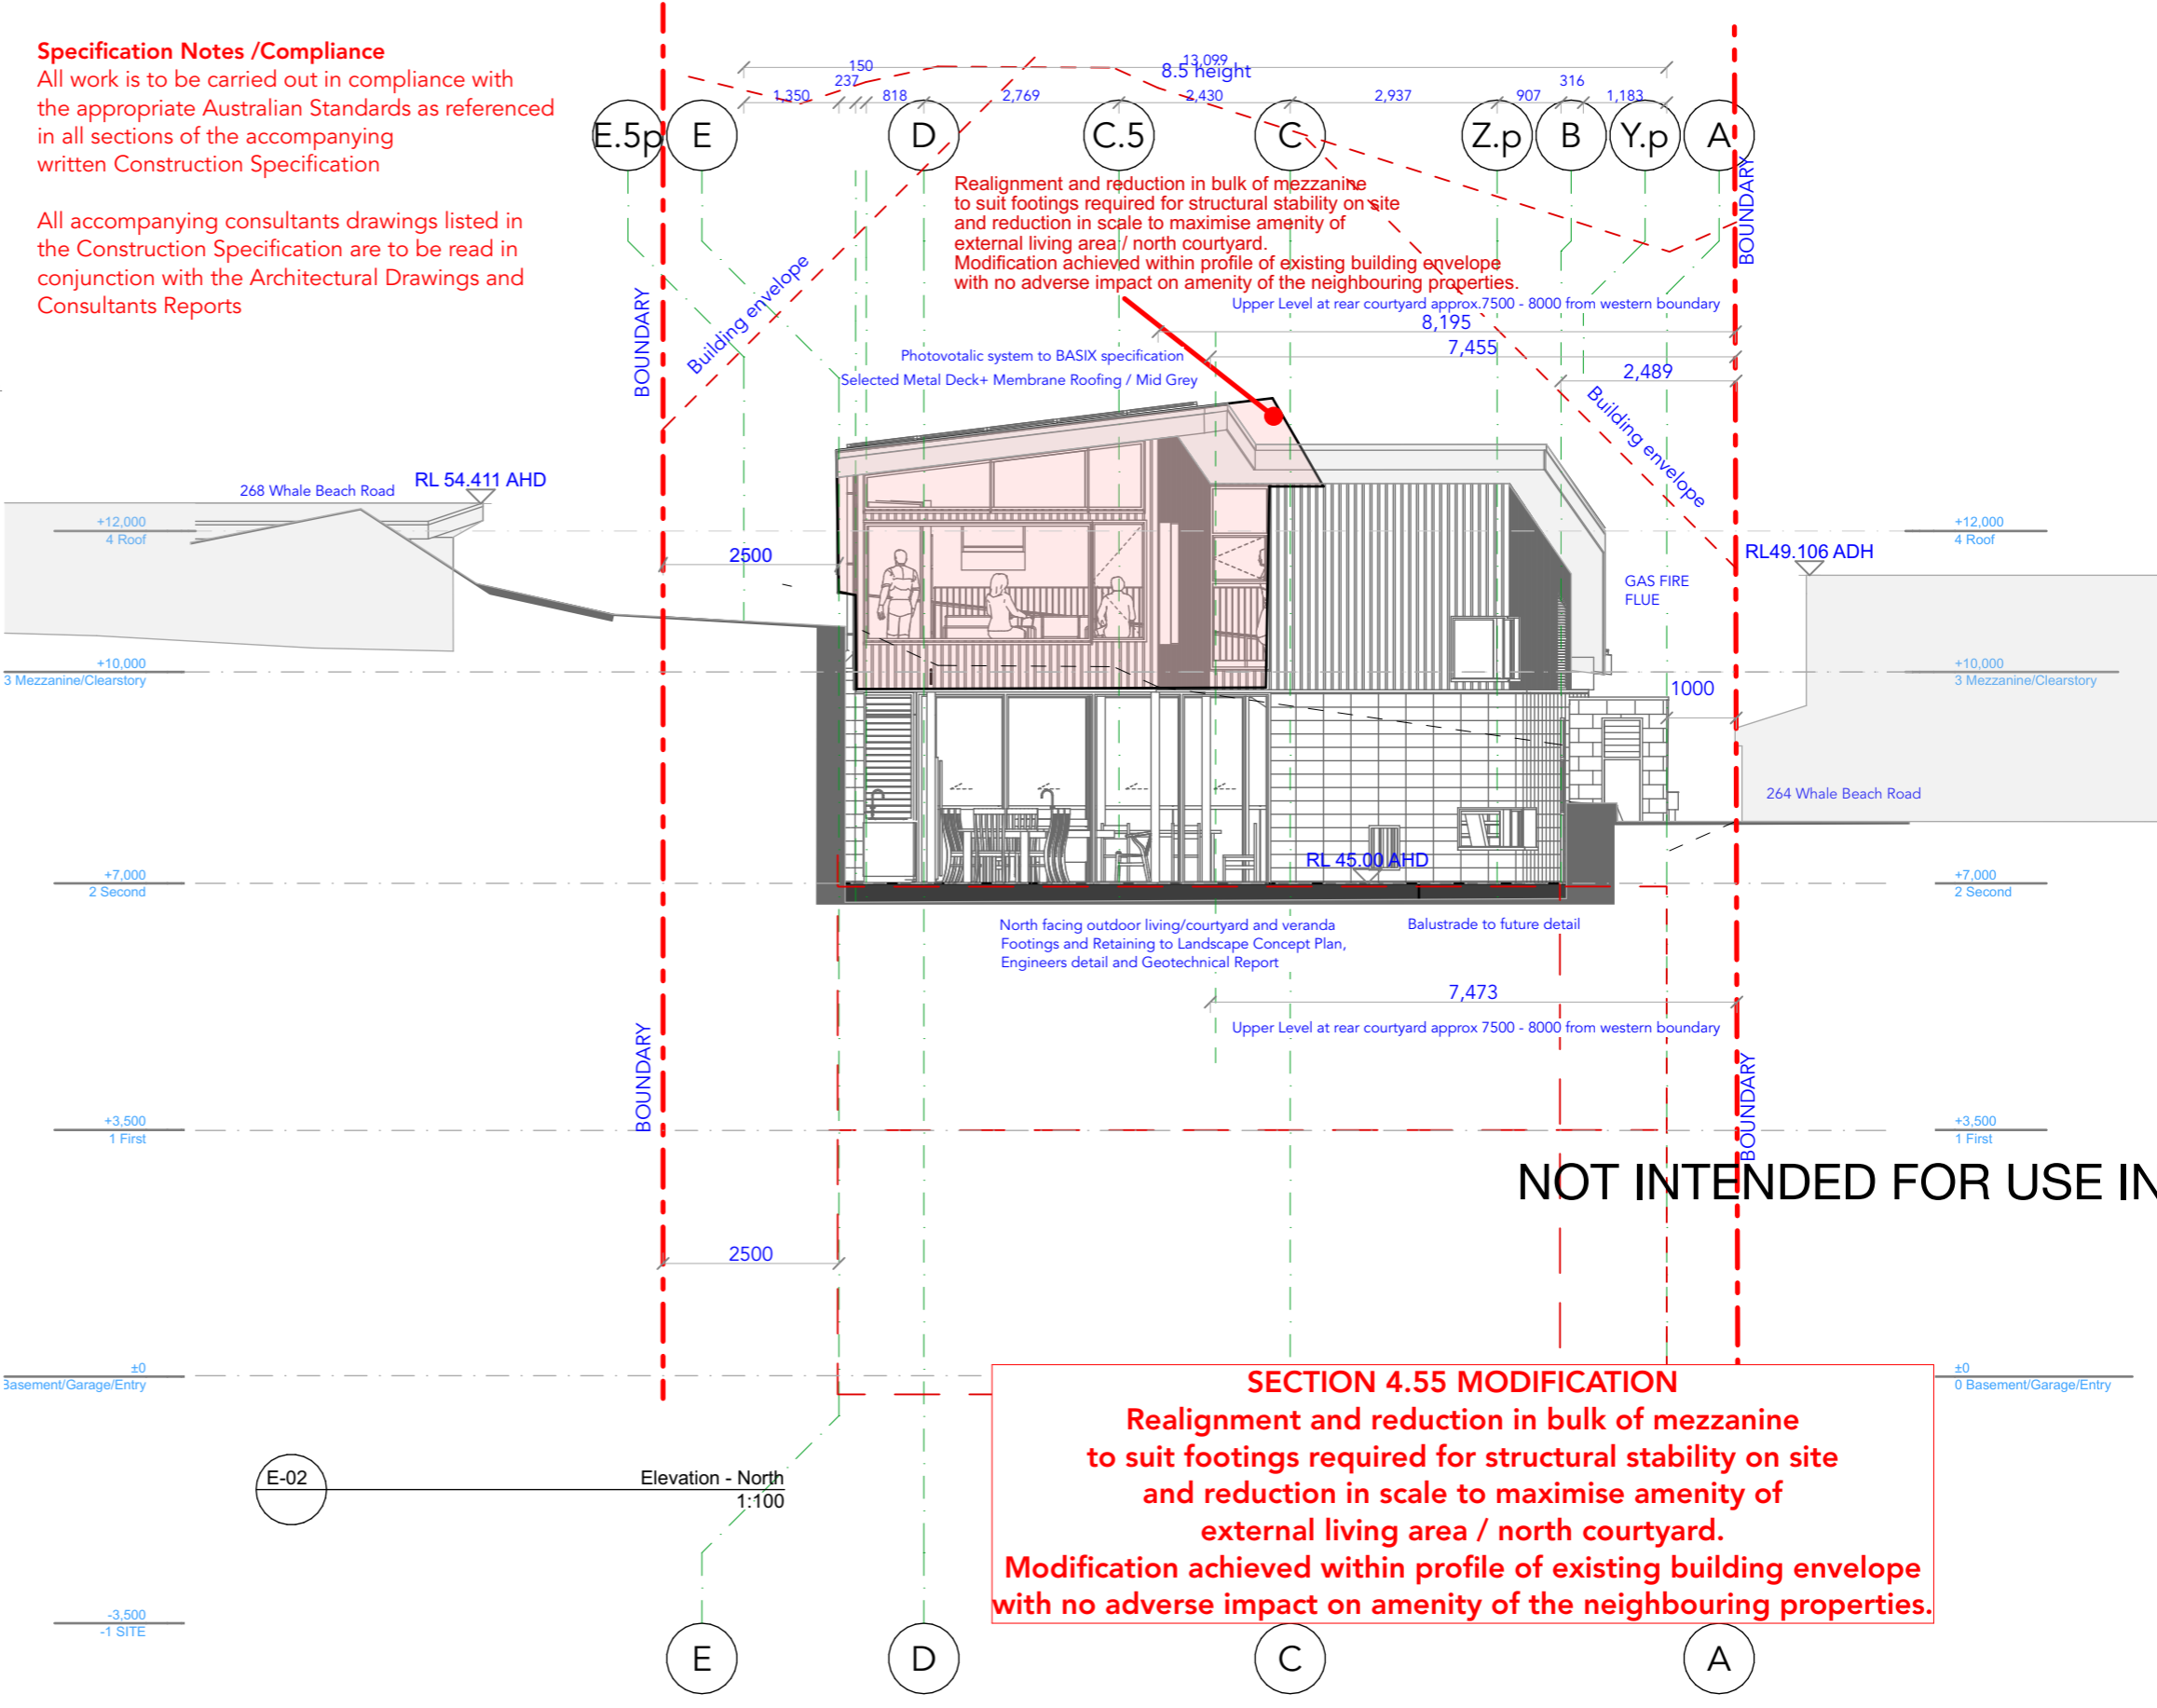 Specification Notes /Compliance
All work is to be carried out in compliance with
the appropriate Australian Standards as referenced
in all sections of the accompanying
written Construction Specification
All accompanying consultants drawings listed in
the Construction Specification are to be read in
conjunction with the Architectural Drawings and
Consultants Reports
13,099
8.5 height
150
237
316
1,350
818
2,769
2,430
2,937
907
1,183
E.5p
E
D
C.5
C
Z.p
B
Y.p
A
BOUNDARY
BOUNDARY
Realignment and reduction in bulk of mezzanine
to suit footings required for structural stability on site
and reduction in scale to maximise amenity of
external living area / north courtyard.
Modification achieved within profile of existing building envelope
with no adverse impact on amenity of the neighbouring properties.
Upper Level at rear courtyard approx.7500 - 8000 from western boundary
8,195
7,455
2,489
Building envelope
Building envelope
Photovotalic system to BASIX specification
Selected Metal Deck+ Membrane Roofing / Mid Grey
268 Whale Beach Road
RL 54.411 AHD
+12,000
4 Roof
+12,000
4 Roof
2500
RL49.106 ADH
GAS FIRE
FLUE
+10,000
3 Mezzanine/Clearstory
+10,000
3 Mezzanine/Clearstory
1000
264 Whale Beach Road
RL 45.00 AHD
+7,000
2 Second
+7,000
2 Second
North facing outdoor living/courtyard and veranda
Footings and Retaining to Landscape Concept Plan,
Engineers detail and Geotechnical Report
Balustrade to future detail
7,473
Upper Level at rear courtyard approx 7500 - 8000 from western boundary
BOUNDARY
BOUNDARY
+3,500
1 First
+3,500
1 First
NOT INTENDED FOR USE IN
2500
±0
Basement/Garage/Entry
±0
0 Basement/Garage/Entry
SECTION 4.55 MODIFICATION
Realignment and reduction in bulk of mezzanine
to suit footings required for structural stability on site
and reduction in scale to maximise amenity of
external living area / north courtyard.
Modification achieved within profile of existing building envelope
with no adverse impact on amenity of the neighbouring properties.
E-02
Elevation - North
1:100
-3,500
-1 SITE
E
D
C
A